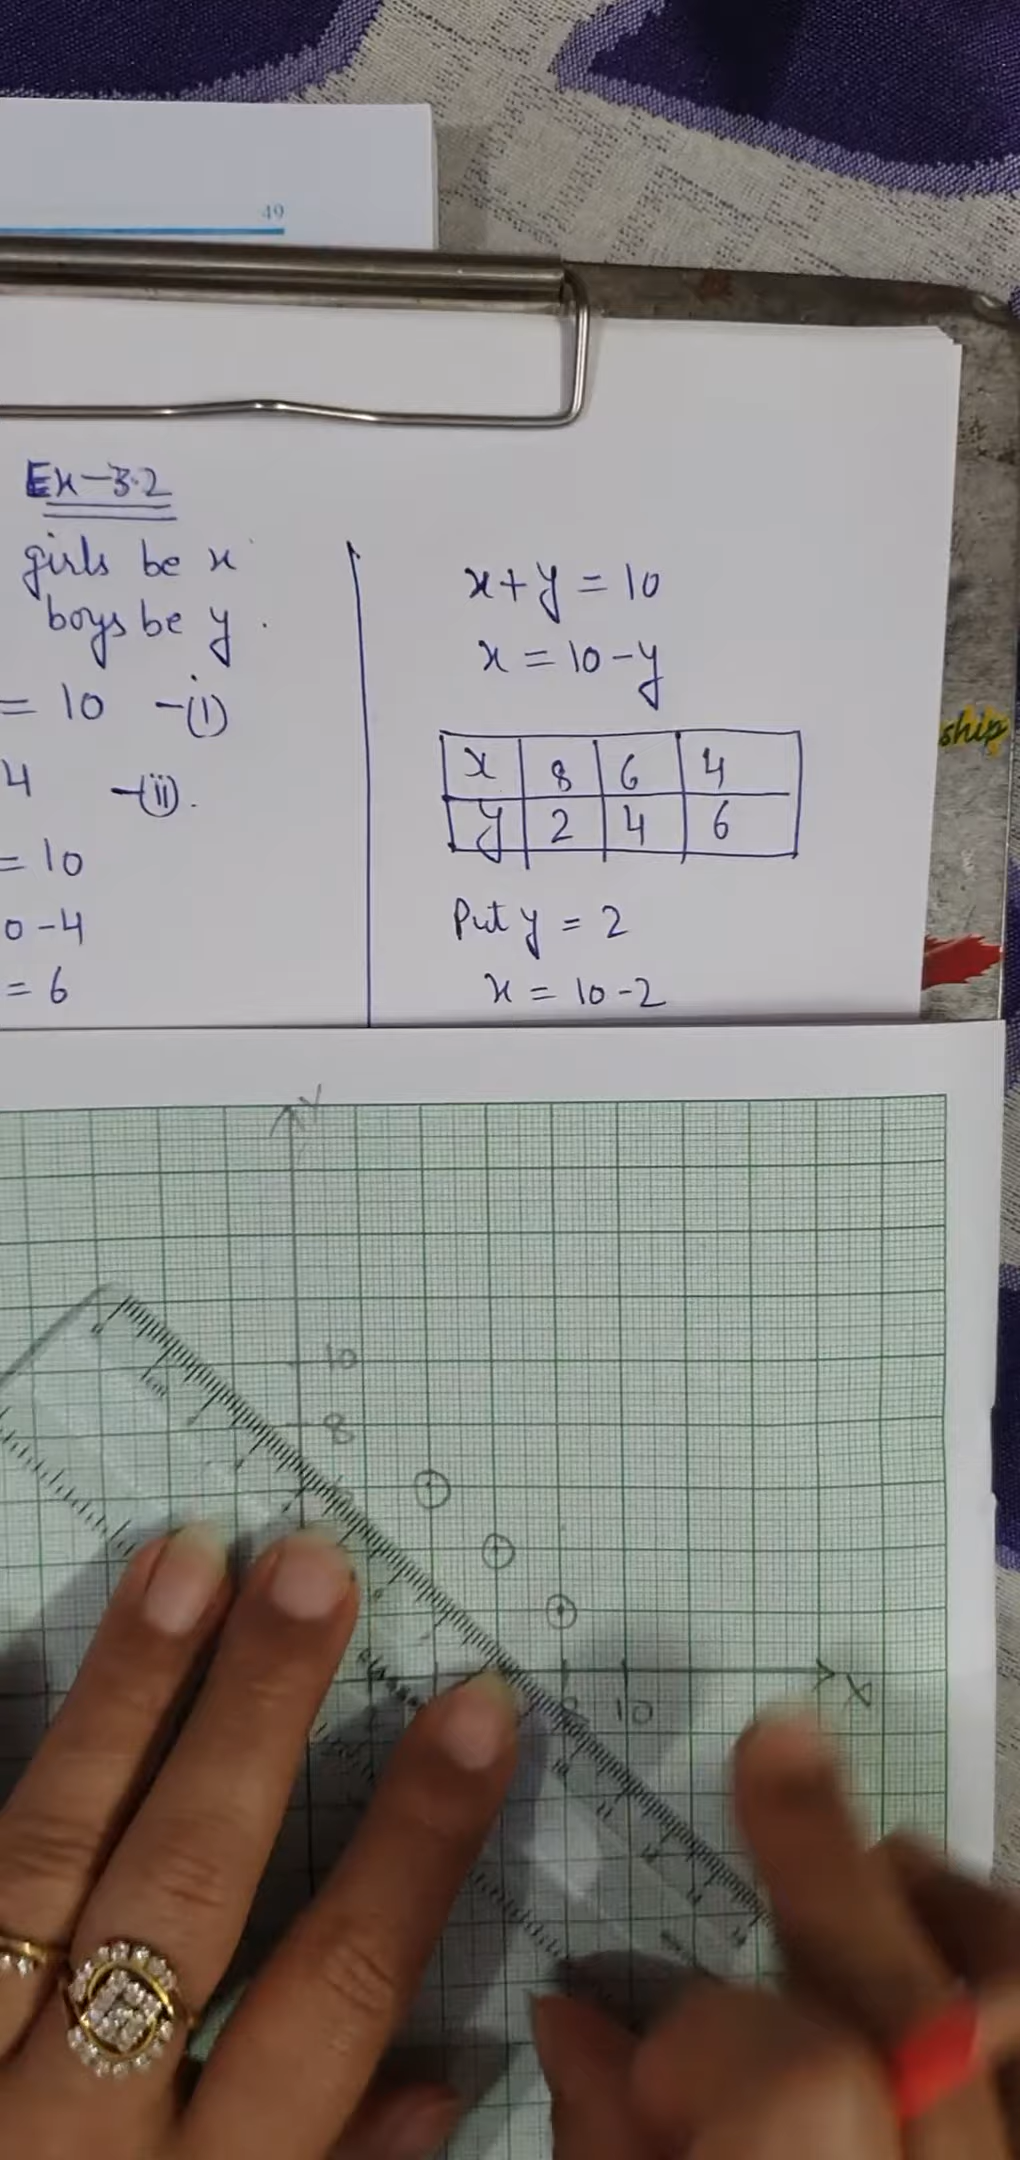 49
Ex-3.2
girls be x
boys be y.
= 10 -(i)
4 -(ii).
= 10
0-4
= 6
x+y = 10
x = 10-y
x 8 6 4
y 2 4 6
Put y = 2
x = 10-2
ship
Y
10
8
10
X